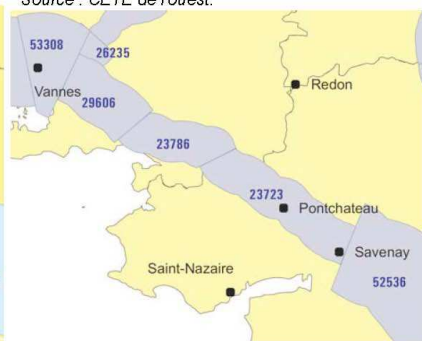 Source : CETE de l'ouest.
53308
26235
Redon
Vannes
29606
23786
23723
Pontchateau
Savenay
Saint-Nazaire
52536